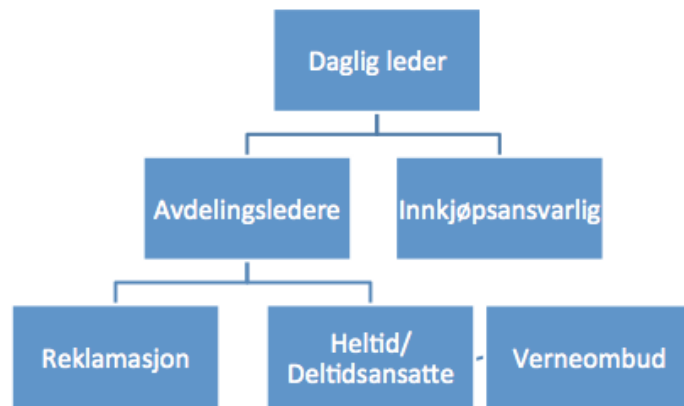 Daglig leder
Avdelingsledere
Innkjøpsansvarlig
Reklamasjon
Heltid/
Deltidsansatte
Verneombud